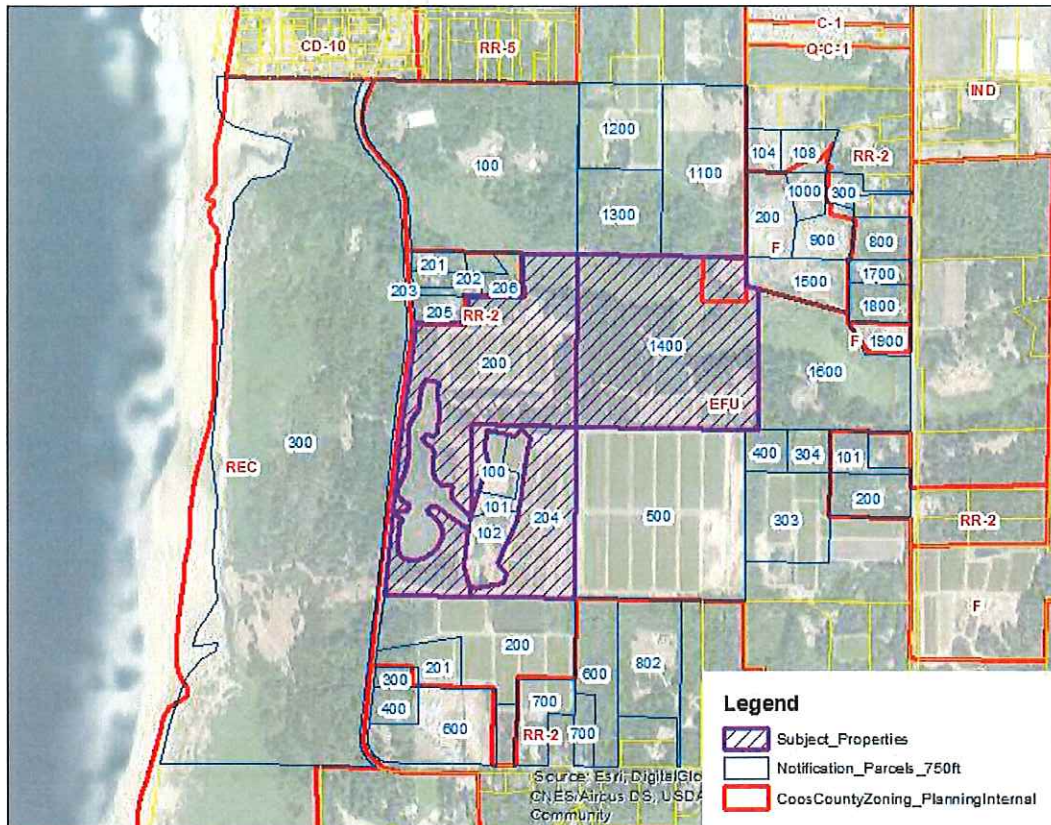 C-1
CD-10
RR-5
Q-C-1
IND
1200
104
108
RR-2
100
1100
1000
300
1300
200
900
800
F
201
202
206
1500
1700
203
1800
205
RR-2
1400
F
1900
200
1600
EFU
300
REC
100
400
304
101
101
200
204
500
102
303
RR-2
F
200
201
600
802
300
400
700
600
RR-2
700
Legend
Subject_Properties
Source: Esri, DigitalGlo
Notification_Parcels_750ft
CNES/Airbus DS, USDA
CoosCountyZoning_PlanningInternal
Community